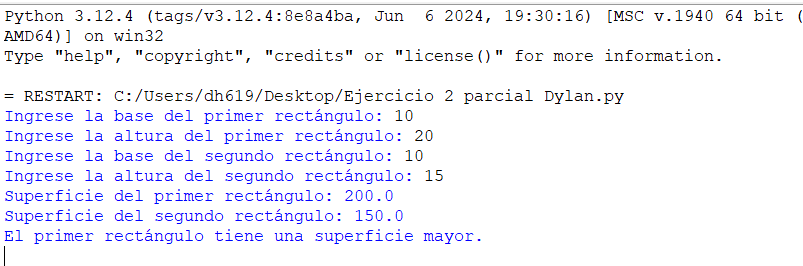 Python 3.12.4 (tags/v3.12.4:8e8a4ba, Jun  6 2024, 19:30:16) [MSC v.1940 64 bit (
AMD64)] on win32
Type "help", "copyright", "credits" or "license()" for more information.
= RESTART: C:/Users/dh619/Desktop/Ejercicio 2 parcial Dylan.py
Ingrese la base del primer rectángulo: 10
Ingrese la altura del primer rectángulo: 20
Ingrese la base del segundo rectángulo: 10
Ingrese la altura del segundo rectángulo: 15
Superficie del primer rectángulo: 200.0
Superficie del segundo rectángulo: 150.0
El primer rectángulo tiene una superficie mayor.